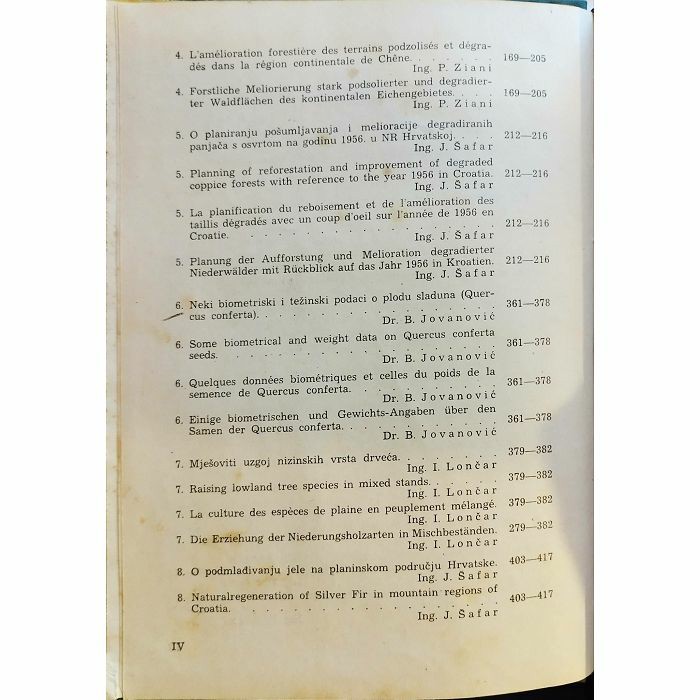 4. L'amélioration forestière des terrains podzolisés et dégra-
dés dans la région continentale de Chêne. . . . . . . 169—205
Ing. P. Ziani
4. Forstliche Meliorierung stark podsolierter und degradier-
ter Waldflächen des kontinentalen Eichengebietes. . . . 169—205
Ing. P. Ziani
5. O planiranju pošumljavanja i melioracije degradiranih
panjača s osvrtom na godinu 1956. u NR Hrvatskoj. . . . 212—216
Ing. J. Šafar
5. Planning of reforestation and improvement of degraded
coppice forests with reference to the year 1956 in Croatia. 212—216
Ing. J. Šafar
5. La planification du reboisement et de l'amélioration des
taillis dégradés avec un coup d'oeil sur l'année de 1956 en
Croatie. . . . . . . . . . . . . . . 212—216
Ing. J. Šafar
5. Planung der Aufforstung und Melioration degradierter
Niederwälder mit Rückblick auf das Jahr 1956 in Kroatien. 212—216
Ing. J. Šafar
6. Neki biometriski i težinski podaci o plodu sladuna (Quer-
cus conferta). . . . . . . . . . . . . . 361—378
Dr. B. Jovanović
6. Some biometrical and weight data on Quercus conferta
seeds. . . . . . . . . . . . . . . . 361—378
Dr. B. Jovanović
6. Quelques données biométriques et celles du poids de la
semence de Quercus conferta. . . . . . . . . . 361—378
Dr. B. Jovanović
6. Einige biometrischen und Gewichts-Angaben über den
Samen der Quercus conferta. . . . . . . . . . 361—378
Dr. B. Jovanović
7. Mješoviti uzgoj nizinskih vrsta drveća. . . . . . . 379—382
Ing. I. Lončar
7. Raising lowland tree species in mixed stands. . . . . 379—382
Ing. I. Lončar
7. La culture des espèces de plaine en peuplement mélangé. 379—382
Ing. I. Lončar
7. Die Erziehung der Niederungsholzarten in Mischbeständen. 279—382
Ing. I. Lončar
8. O podmlađivanju jele na planinskom području Hrvatske. 403—417
Ing. J. Šafar
8. Naturalregeneration of Silver Fir in mountain regions of
Croatia. . . . . . . . . . . . . . . 403—417
Ing. J. Šafar
IV